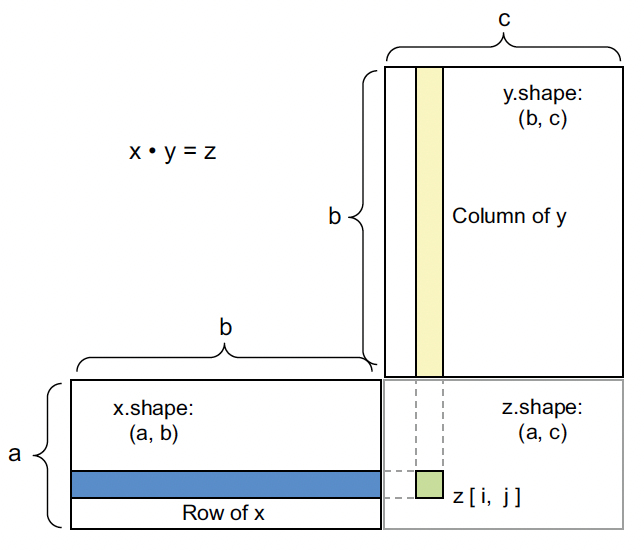 c
y.shape:
(b, c)
x • y = z
b
Column of y
b
x.shape:
(a, b)
z.shape:
(a, c)
a
z [ i, j ]
Row of x